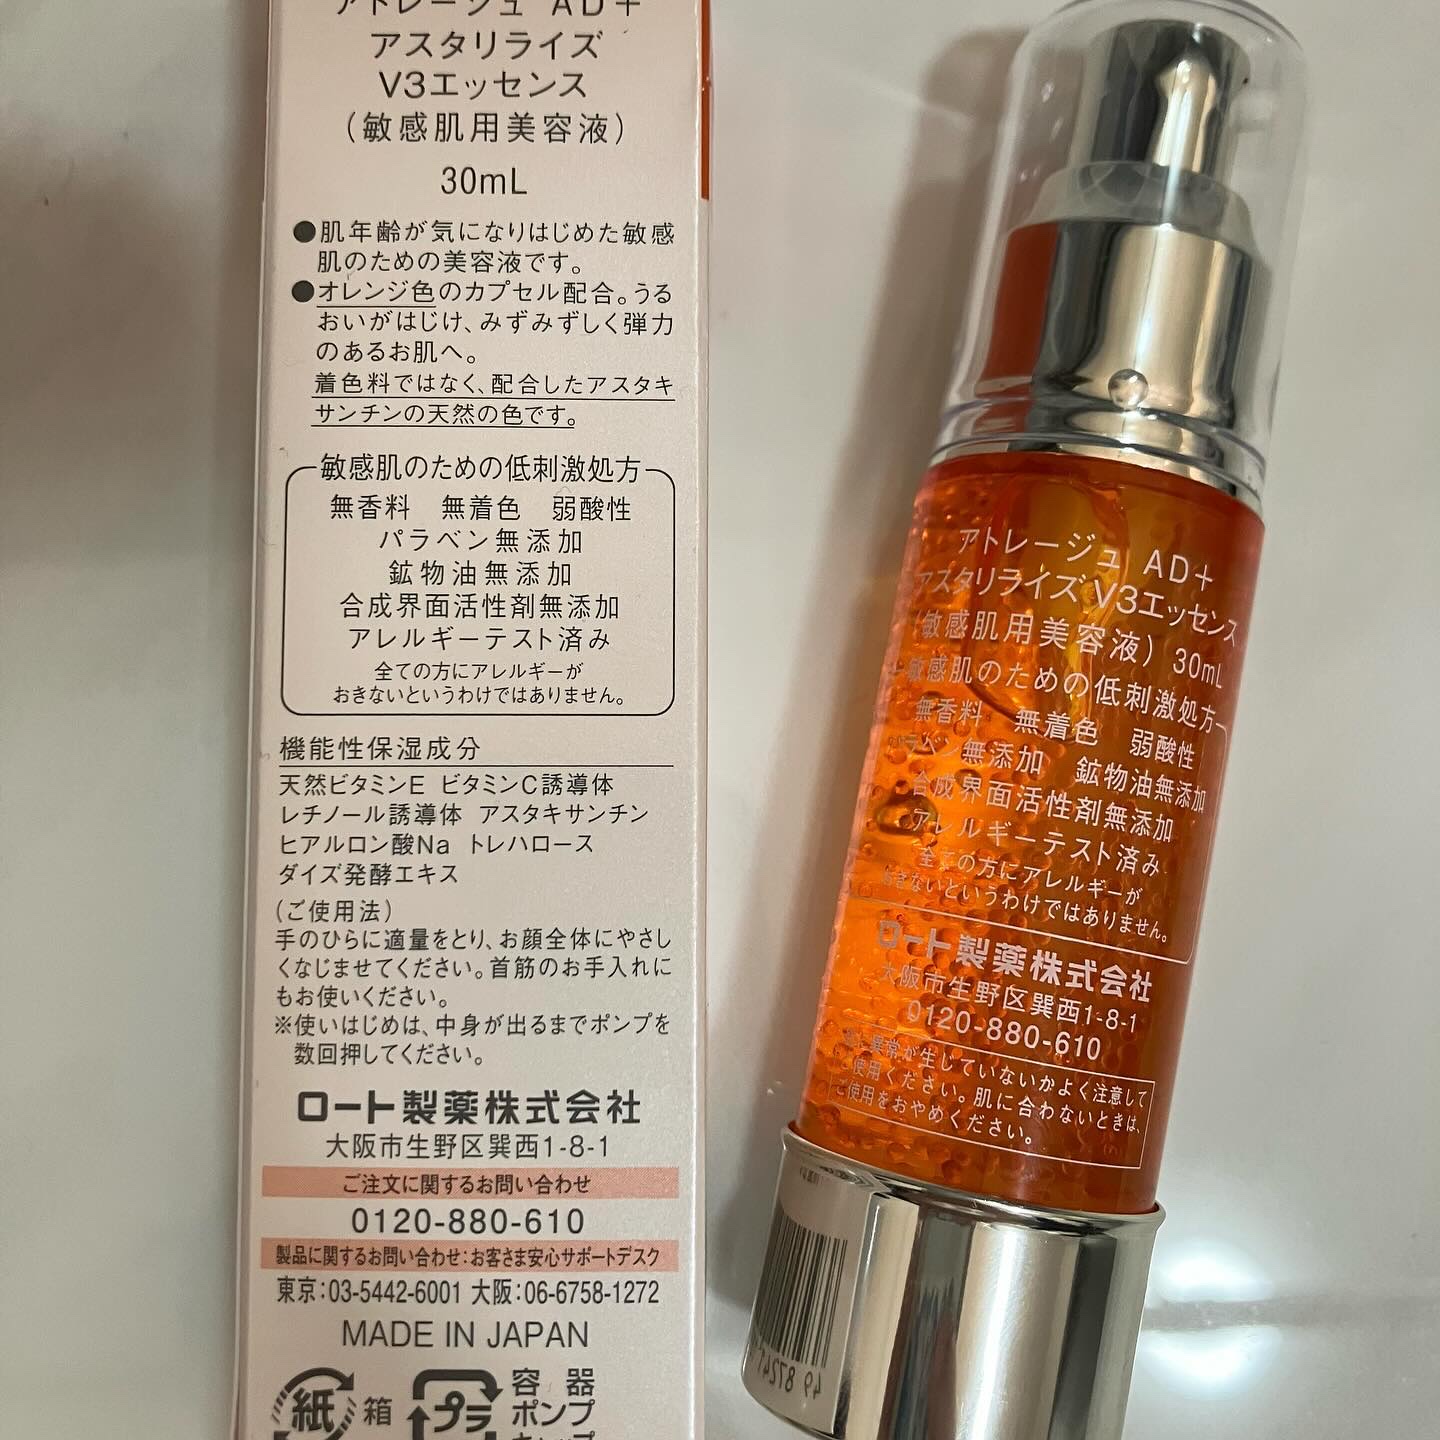 アトレージュ AD＋
アスタリライズ
V3エッセンス
（敏感肌用美容液）
30mL
●肌年齢が気になりはじめた敏感
肌のための美容液です。
●オレンジ色のカプセル配合。うる
おいがはじけ、みずみずしく弾力
のあるお肌へ。
着色料ではなく、配合したアスタキ
サンチンの天然の色です。
敏感肌のための低刺激処方
無香料 無着色 弱酸性
パラベン無添加
鉱物油無添加
合成界面活性剤無添加
アレルギーテスト済み
全ての方にアレルギーが
おきないというわけではありません。
機能性保湿成分
天然ビタミンE ビタミンC誘導体
レチノール誘導体 アスタキサンチン
ヒアルロン酸Na トレハロース
ダイズ発酵エキス
（ご使用法）
手のひらに適量をとり、お顔全体にやさし
くなじませてください。首筋のお手入れに
もお使いください。
※使いはじめは、中身が出るまでポンプを
数回押してください。
ロート製薬株式会社
大阪市生野区巽西1-8-1
ご注文に関するお問い合わせ
0120-880-610
製品に関するお問い合わせ：お客さま安心サポートデスク
東京：03-5442-6001 大阪：06-6758-1272
MADE IN JAPAN
紙 箱
プラ 容器
ポンプ
キャップ
アトレージュ AD＋
アスタリライズ V3エッセンス
（敏感肌用美容液）30mL
敏感肌のための低刺激処方
無香料 無着色 弱酸性
パラベン無添加 鉱物油無添加
合成界面活性剤無添加
アレルギーテスト済み
全ての方にアレルギーが
おきないというわけではありません。
ロート製薬株式会社
大阪市生野区巽西1-8-1
0120-880-610
異常が生じていないかよく注意して
ご使用ください。肌に合わないときは、
ご使用をおやめください。